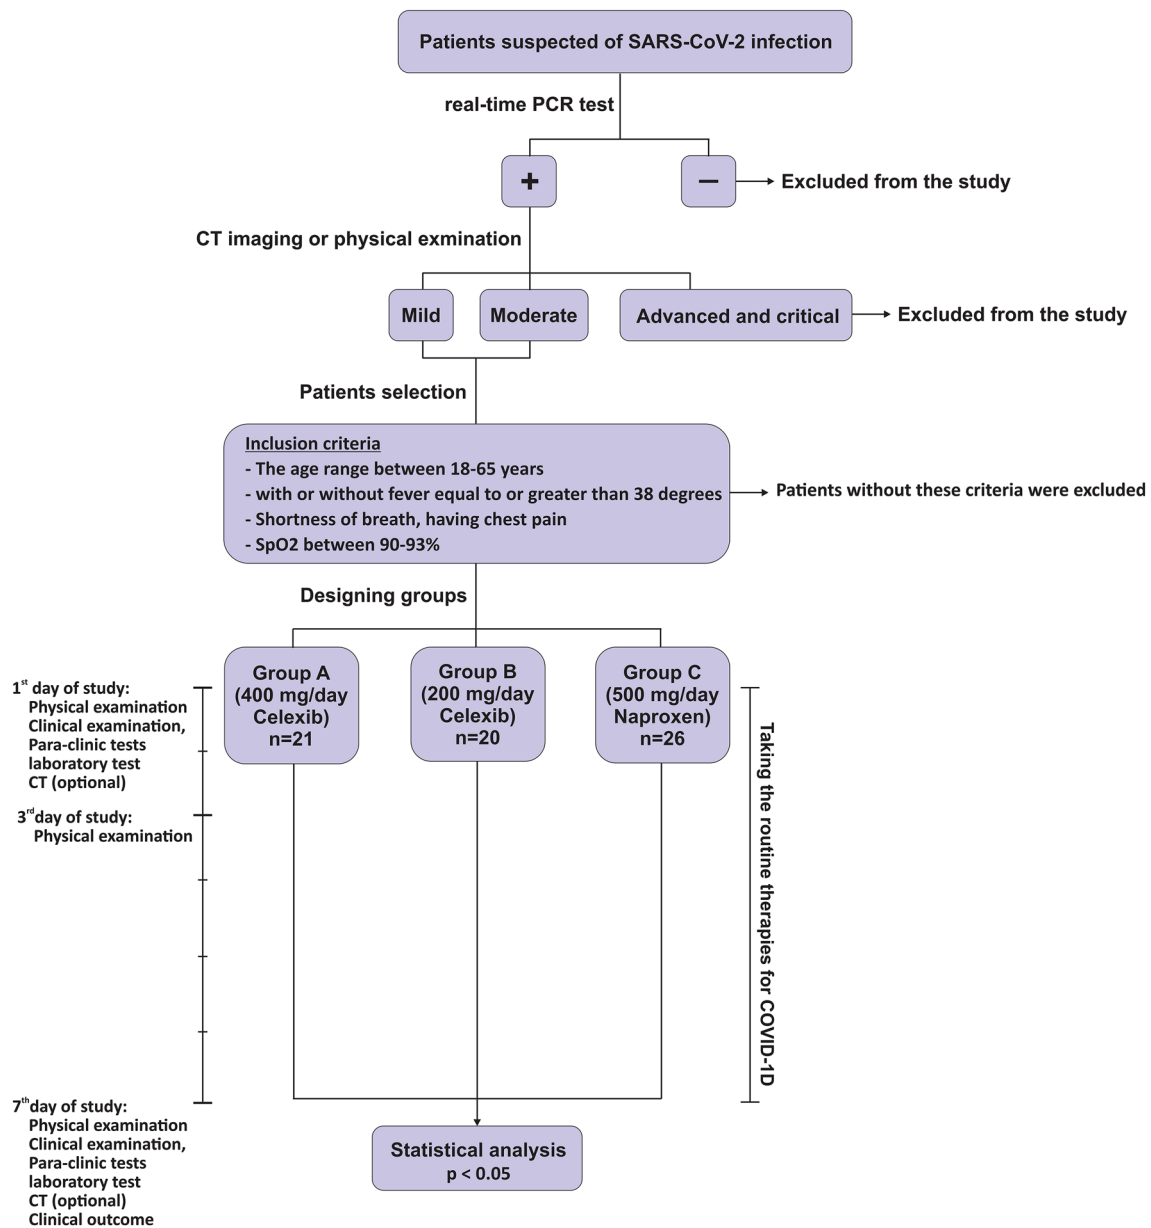 Patients suspected of SARS-CoV-2 infection
real-time PCR test
+
−
Excluded from the study
CT imaging or physical exmination
Mild
Moderate
Advanced and critical
Excluded from the study
Patients selection
Inclusion criteria
- The age range between 18-65 years
- with or without fever equal to or greater than 38 degrees
- Shortness of breath, having chest pain
- SpO2 between 90-93%
Patients without these criteria were excluded
Designing groups
Group A
(400 mg/day
Celexib)
n=21
Group B
(200 mg/day
Celexib)
n=20
Group C
(500 mg/day
Naproxen)
n=26
1st day of study:
Physical examination
Clinical examination,
Para-clinic tests
laboratory test
CT (optional)
3rd day of study:
Physical examination
7th day of study:
Physical examination
Clinical examination,
Para-clinic tests
laboratory test
CT (optional)
Clinical outcome
Taking the routine therapies for COVID-1D
Statistical analysis
p < 0.05